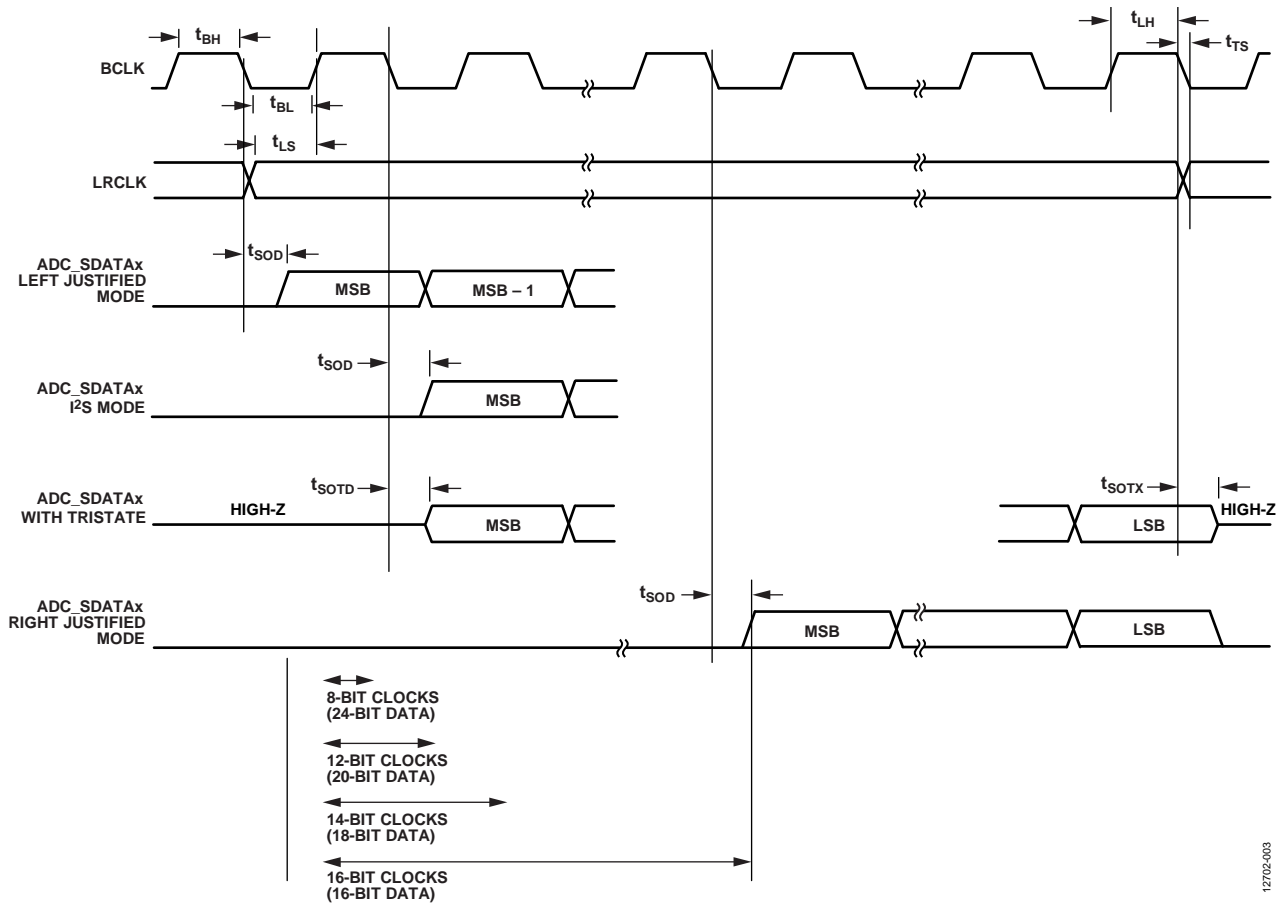 tBH
tLH
tTS
BCLK
tBL
tLS
LRCLK
tSOD
ADC_SDATAx
LEFT JUSTIFIED
MODE
MSB
MSB – 1
tSOD
ADC_SDATAx
I2S MODE
MSB
tSOTD
tSOTX
ADC_SDATAx
WITH TRISTATE
HIGH-Z
MSB
LSB
HIGH-Z
tSOD
ADC_SDATAx
RIGHT JUSTIFIED
MODE
MSB
LSB
8-BIT CLOCKS
(24-BIT DATA)
12-BIT CLOCKS
(20-BIT DATA)
14-BIT CLOCKS
(18-BIT DATA)
16-BIT CLOCKS
(16-BIT DATA)
12702-003